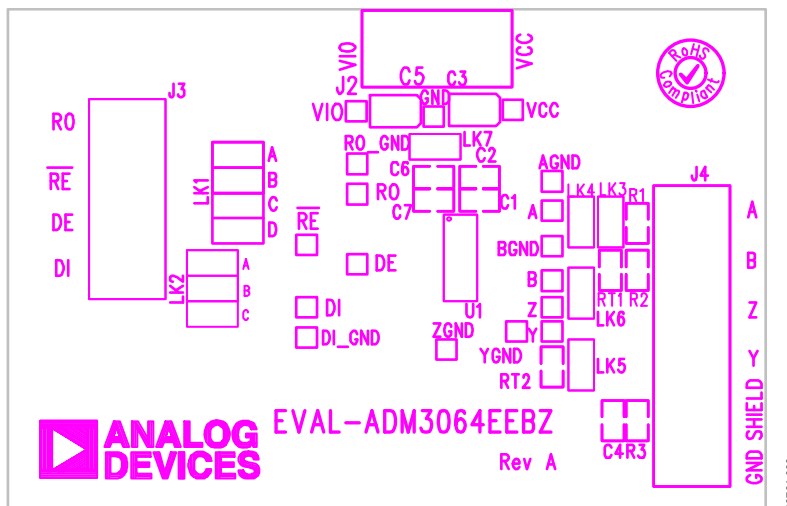 VIO
VCC
RoHS
Compliant
J2
C5
C3
GND
VIO
VCC
J3
RO
RE
DE
DI
LK1
A
B
C
D
LK2
A
B
C
RO_GND
LK7
C6
C2
RO
C7
C1
RE
DE
DI
DI_GND
U1
ZGND
AGND
LK4
LK3
R1
A
BGND
B
Z
Y
YGND
RT1
R2
LK6
RT2
LK5
C4
R3
J4
A
B
Z
Y
GND SHIELD
ANALOG
DEVICES
EVAL-ADM3064EEBZ
Rev A